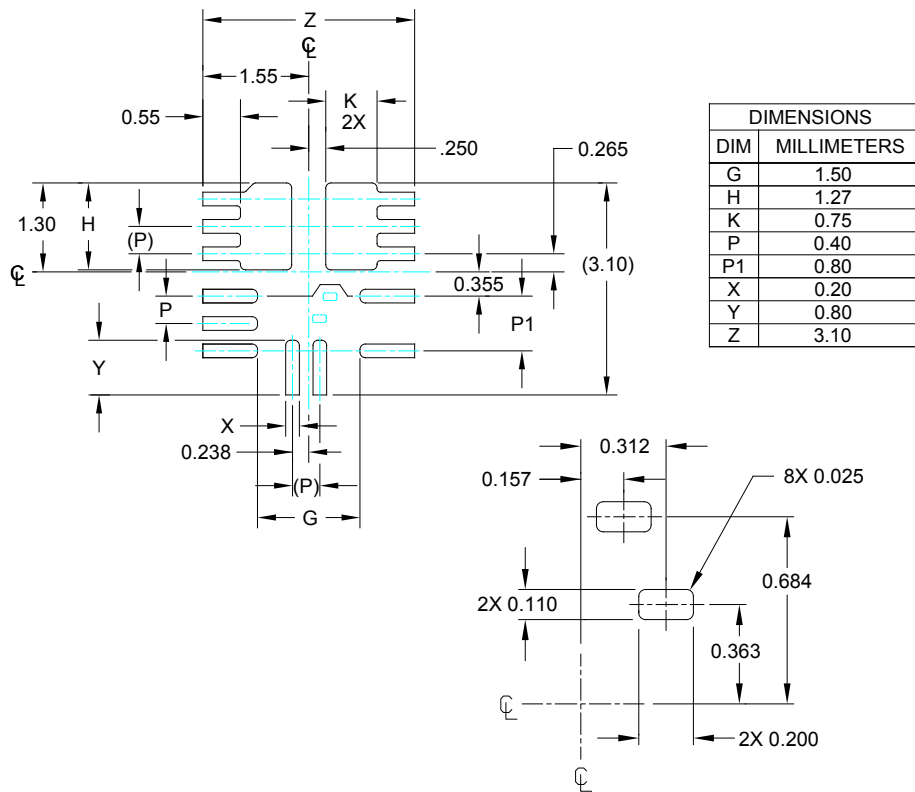 Z
℄
1.55
K
2X
0.55
.250
0.265
1.30
H
(P)
(3.10)
℄
0.355
P
P1
Y
X
0.238
(P)
G
DIMENSIONS
DIM MILLIMETERS
G 1.50
H 1.27
K 0.75
P 0.40
P1 0.80
X 0.20
Y 0.80
Z 3.10
0.312
0.157
8X 0.025
0.684
2X 0.110
0.363
℄
2X 0.200
℄